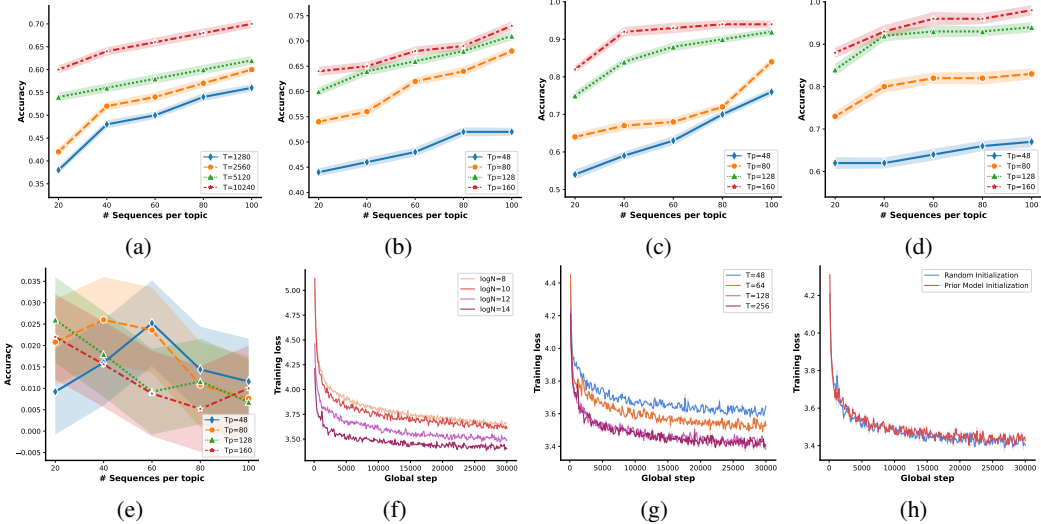 0.70
0.65
0.60
0.55
0.50
0.45
0.40
0.35
Accuracy
20 40 60 80 100
# Sequences per topic
T=1280
T=2560
T=5120
T=10240
(a)
0.75
0.70
0.65
0.60
0.55
0.50
0.45
0.40
Accuracy
20 40 60 80 100
# Sequences per topic
Tp=48
Tp=80
Tp=128
Tp=160
(b)
1.0
0.9
0.8
0.7
0.6
0.5
Accuracy
20 40 60 80 100
# Sequences per topic
Tp=48
Tp=80
Tp=128
Tp=160
(c)
1.0
0.9
0.8
0.7
0.6
Accuracy
20 40 60 80 100
# Sequences per topic
Tp=48
Tp=80
Tp=128
Tp=160
(d)
0.035
0.030
0.025
0.020
0.015
0.010
0.005
0.000
−0.005
Accuracy
20 40 60 80 100
# Sequences per topic
Tp=48
Tp=80
Tp=128
Tp=160
(e)
5.00
4.75
4.50
4.25
4.00
3.75
3.50
Training loss
0 5000 10000 15000 20000 25000 30000
Global step
logN=8
logN=10
logN=12
logN=14
(f)
4.4
4.2
4.0
3.8
3.6
3.4
Training loss
0 5000 10000 15000 20000 25000 30000
Global step
T=48
T=64
T=128
T=256
(g)
4.2
4.0
3.8
3.6
3.4
Training loss
0 5000 10000 15000 20000 25000 30000
Global step
Random Initialization
Prior Model Initialization
(h)